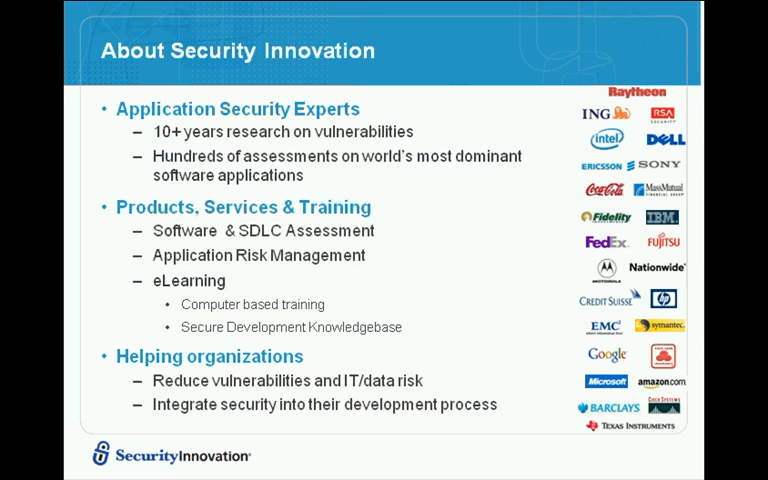 About Security Innovation
• Application Security Experts
– 10+ years research on vulnerabilities
– Hundreds of assessments on world's most dominant
software applications
• Products, Services & Training
– Software & SDLC Assessment
– Application Risk Management
– eLearning
• Computer based training
• Secure Development Knowledgebase
• Helping organizations
– Reduce vulnerabilities and IT/data risk
– Integrate security into their development process
Raytheon
ING RSA
SECURITY
intel DELL
ERICSSON SONY
Coca-Cola MassMutual
FINANCIAL GROUP
Fidelity IBM
FedEx FUJITSU
MOTOROLA Nationwide
CREDIT SUISSE hp
EMC² symantec.
Google
Microsoft amazon.com
BARCLAYS CISCO SYSTEMS
TEXAS INSTRUMENTS
SecurityInnovation